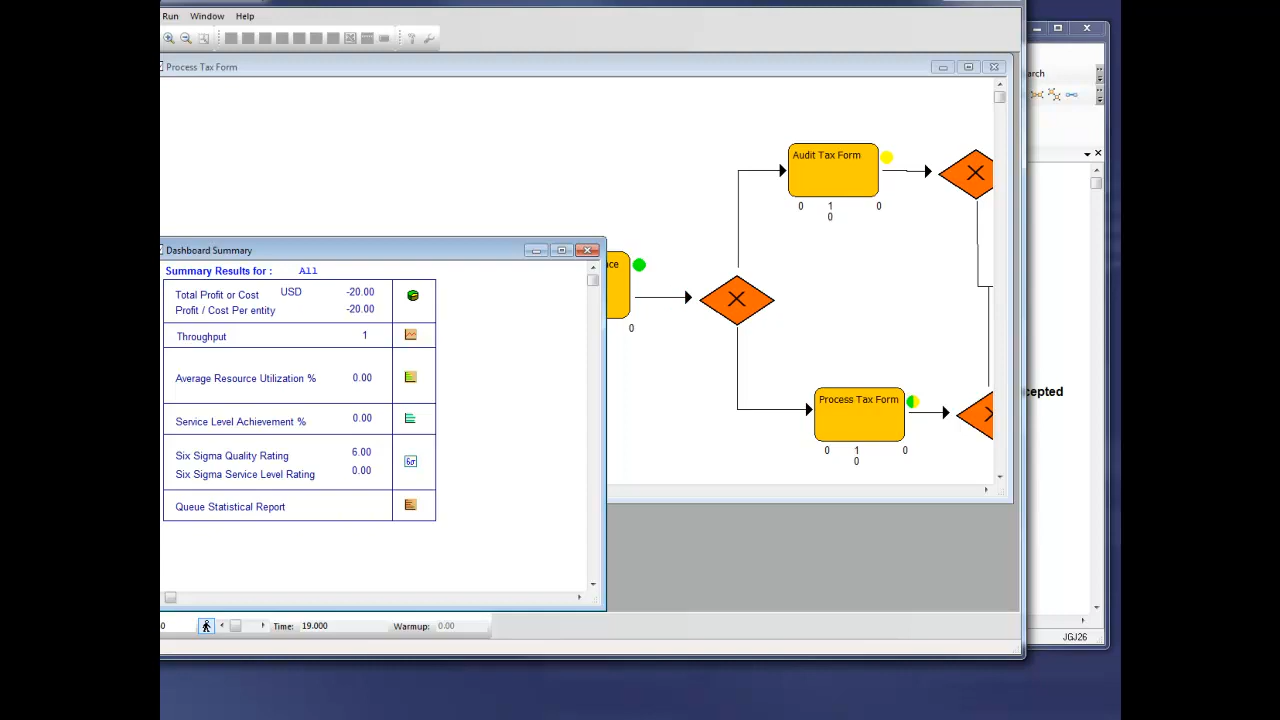 Run Window Help
arch
Process Tax Form
Audit Tax Form
0 1 0
0
Dashboard Summary
Summary Results for : All
Total Profit or Cost USD -20.00
Profit / Cost Per entity -20.00
Throughput 1
Average Resource Utilization % 0.00
Service Level Achievement % 0.00
Six Sigma Quality Rating 6.00
Six Sigma Service Level Rating 0.00
6σ
Queue Statistical Report
ice
0
Process Tax Form
0 1 0
0
cepted
0 Time: 19.000 Warmup: 0.00
JGJ26